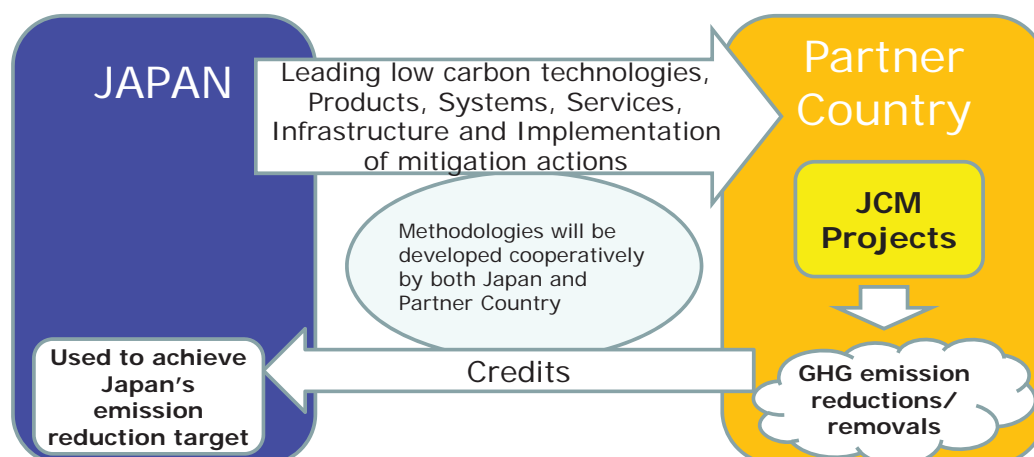 JAPAN
Leading low carbon technologies,
Products, Systems, Services,
Infrastructure and Implementation
of mitigation actions
Partner
Country
JCM
Projects
Methodologies will be
developed cooperatively
by both Japan and
Partner Country
Used to achieve
Japan's
emission
reduction target
Credits
GHG emission
reductions/
removals